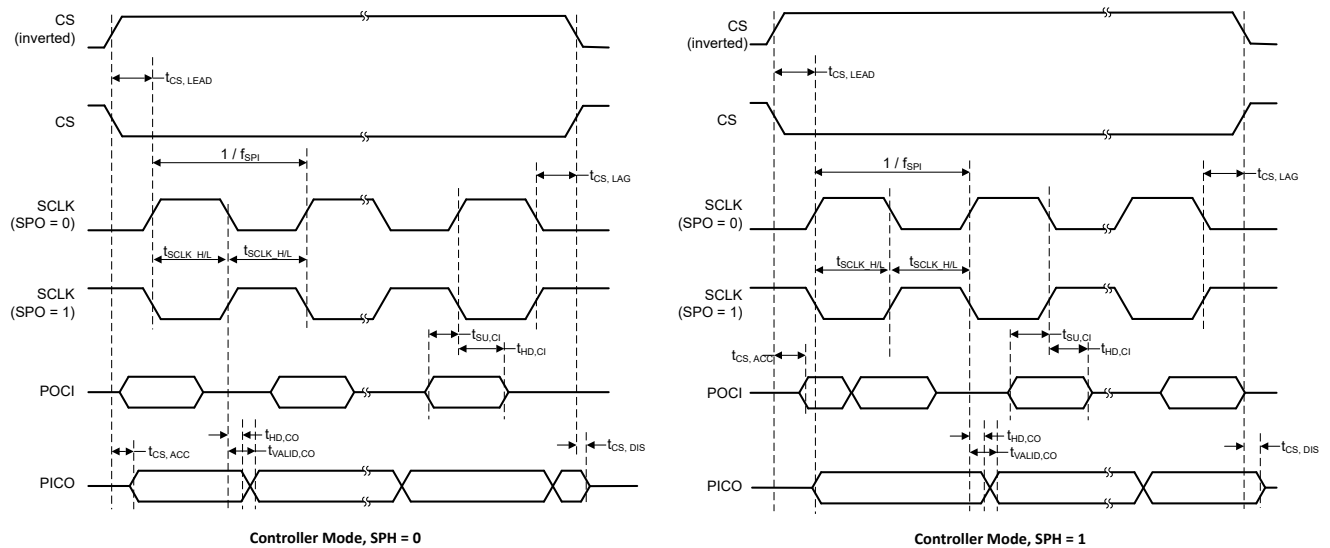 CS
(inverted)
tCS, LEAD
CS
1 / fSPI
tCS, LAG
SCLK
(SPO = 0)
tSCLK_H/L
tSCLK_H/L
SCLK
(SPO = 1)
tSU,CI
tHD,CI
POCI
tHD,CO
tCS, ACC
tVALID,CO
tCS, DIS
PICO
Controller Mode, SPH = 0
CS
(inverted)
tCS, LEAD
CS
1 / fSPI
tCS, LAG
SCLK
(SPO = 0)
tSCLK_H/L
tSCLK_H/L
SCLK
(SPO = 1)
tSU,CI
tHD,CI
tCS, ACC
POCI
tHD,CO
tVALID,CO
tCS, DIS
PICO
Controller Mode, SPH = 1